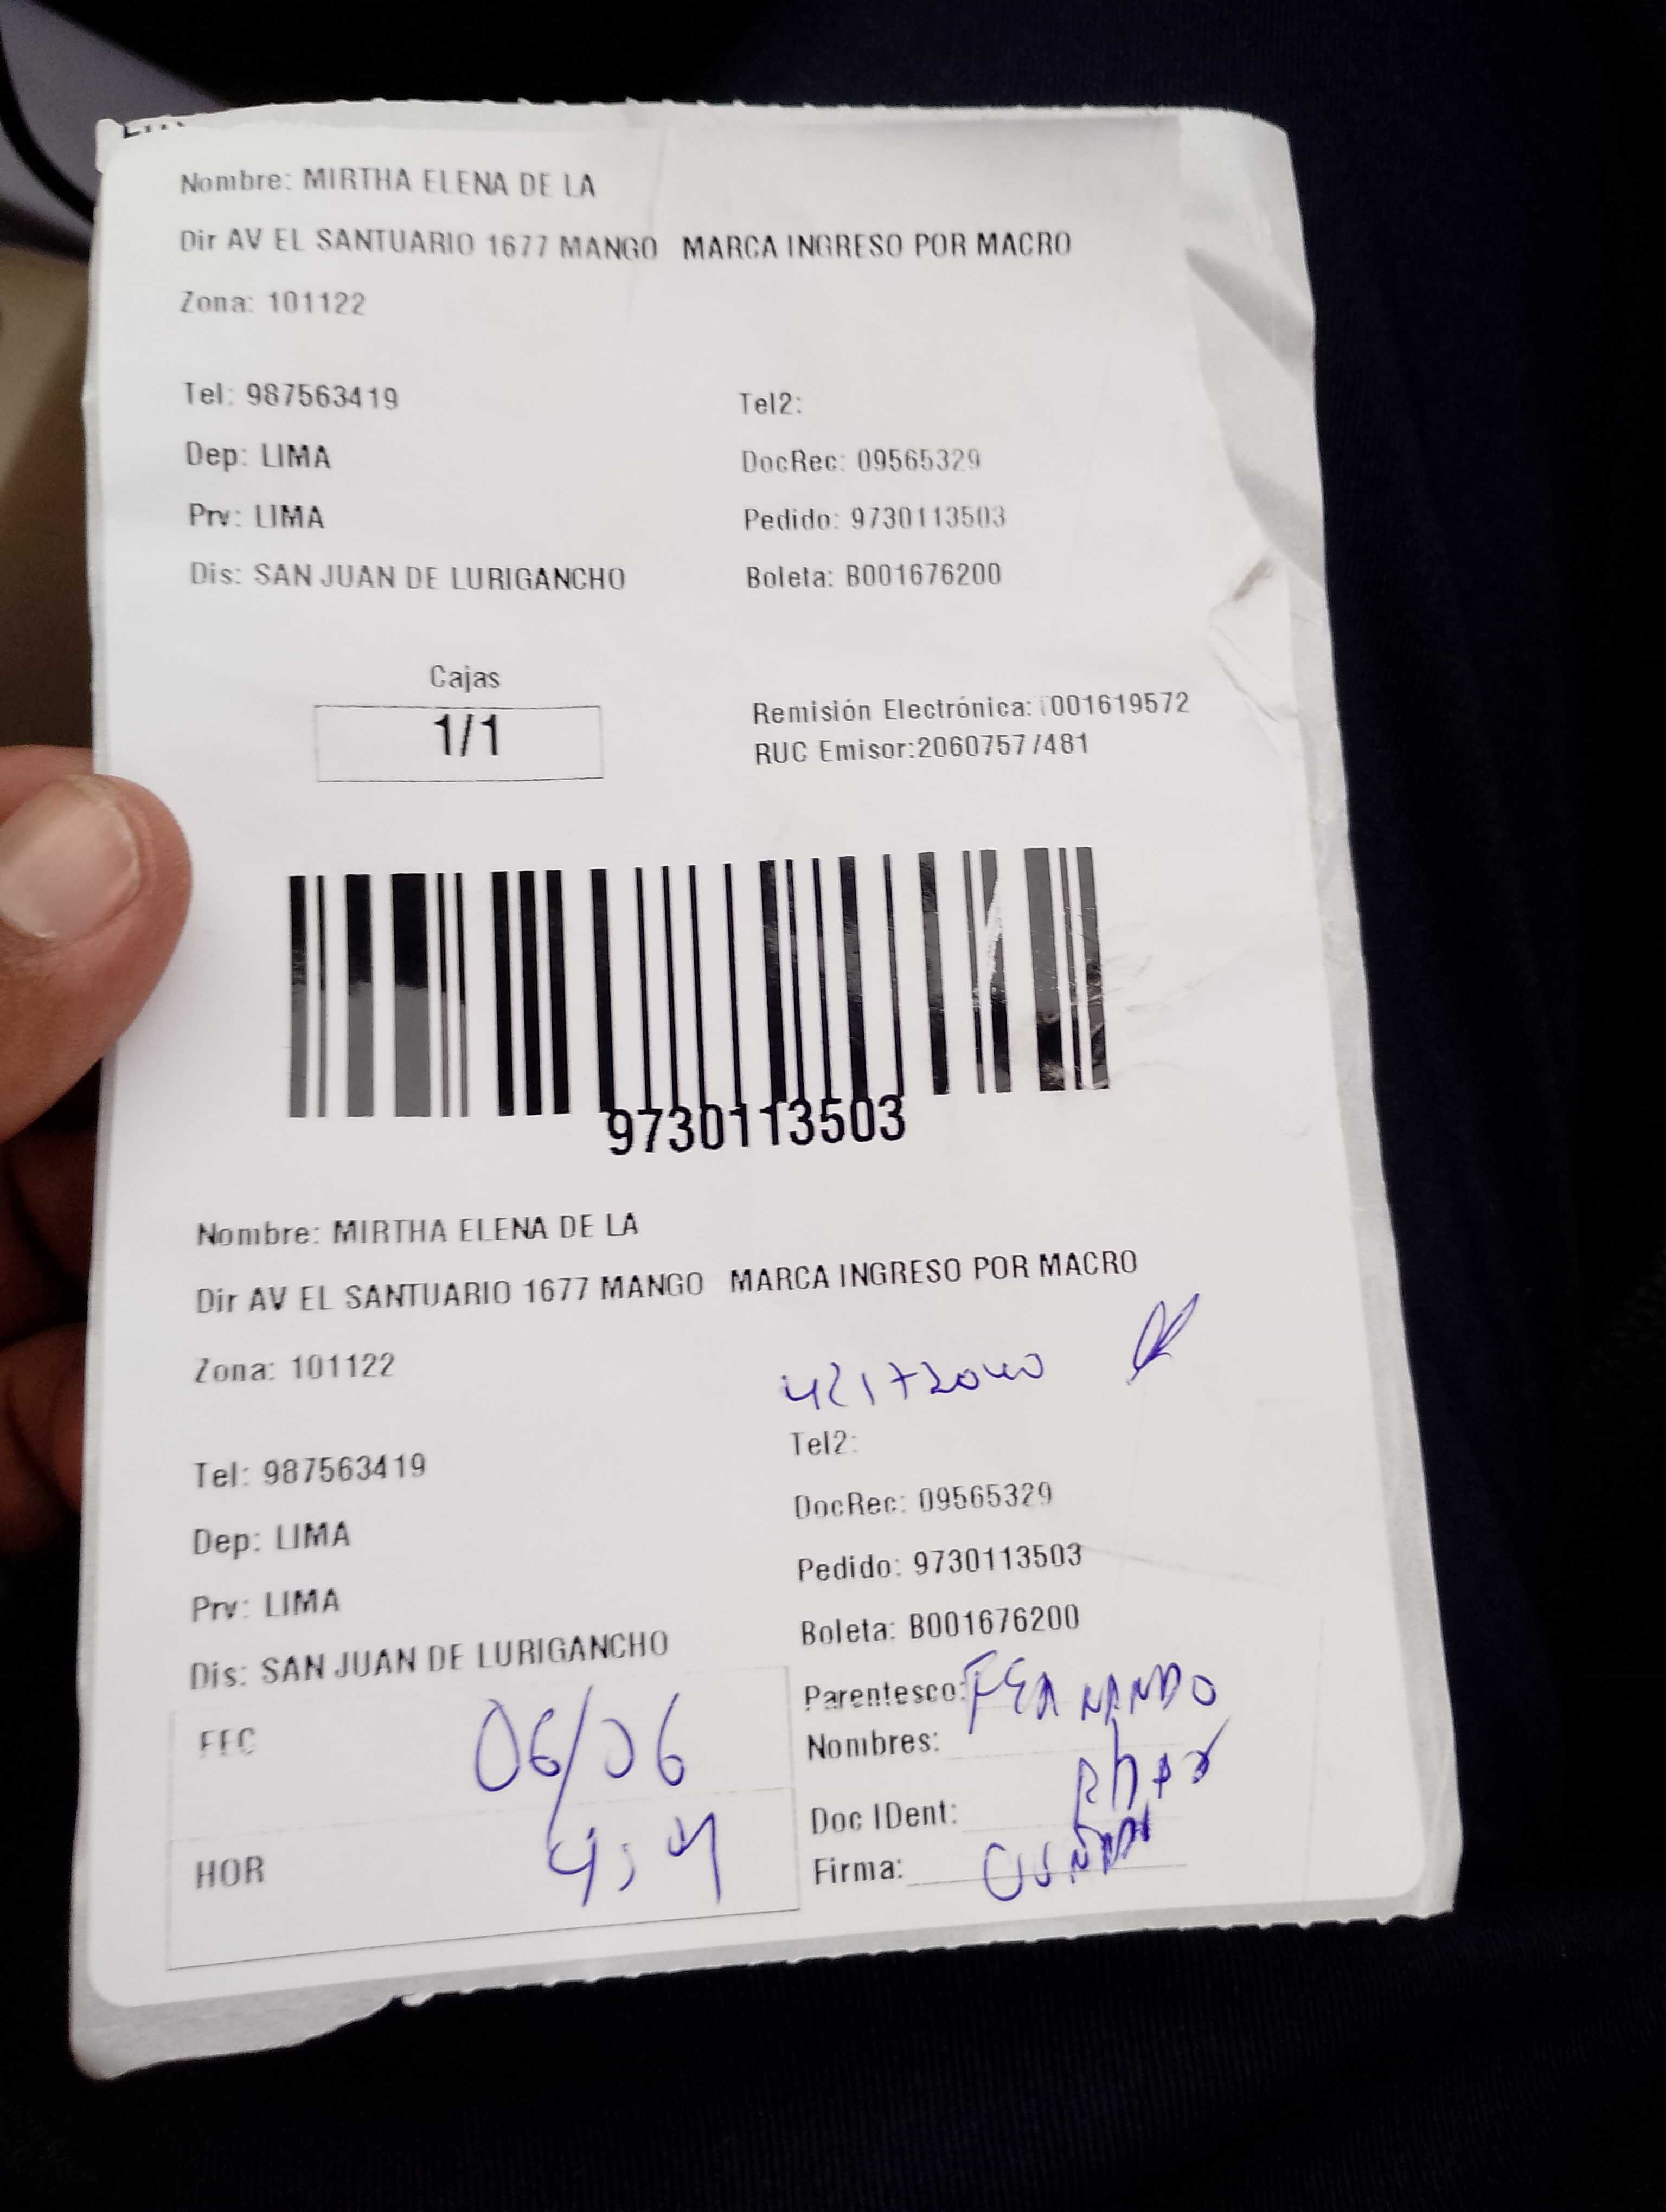 Nombre: MIRTHA ELENA DE LA
Dir AV EL SANTUARIO 1677 MANGO MARCA INGRESO POR MACRO
Zona: 101122
Tel: 987563419 Tel2:
Dep: LIMA DocRec: 09565329
Prv: LIMA Pedido: 9730113503
Dis: SAN JUAN DE LURIGANCHO Boleta: B001676200
Cajas
1/1
Remisión Electrónica: 001619572
RUC Emisor:
9730113503
Nombre: MIRTHA ELENA DE LA
Dir AV EL SANTUARIO 1677 MANGO MARCA INGRESO POR MACRO
Zona: 101122
Tel2:
Tel: 987563419
DocRec: 09565329
Dep: LIMA
Pedido: 9730113503
Prv: LIMA
Boleta: B001676200
Dis: SAN JUAN DE LURIGANCHO
Parentesco: FERNANDO
FEC 06/06
Nombres:
Doc IDent:
HOR
Firma: